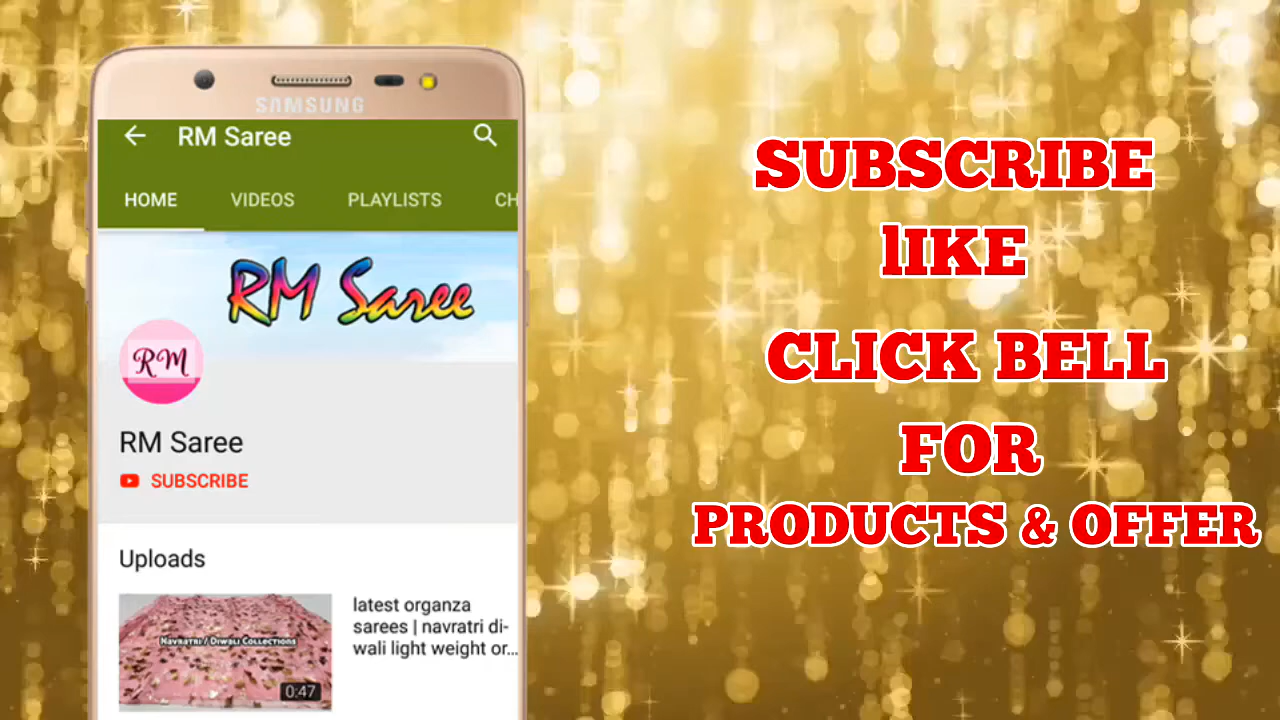 SAMSUNG
RM Saree
HOME VIDEOS PLAYLISTS CH
RM Saree
RM
RM Saree
SUBSCRIBE
Uploads
Navratri / Diwali Collections
0:47
latest organza
sarees | navratri di-
wali light weight or...
SUBSCRIBE
lIKE
CLICK BELL
FOR
PRODUCTS & OFFER